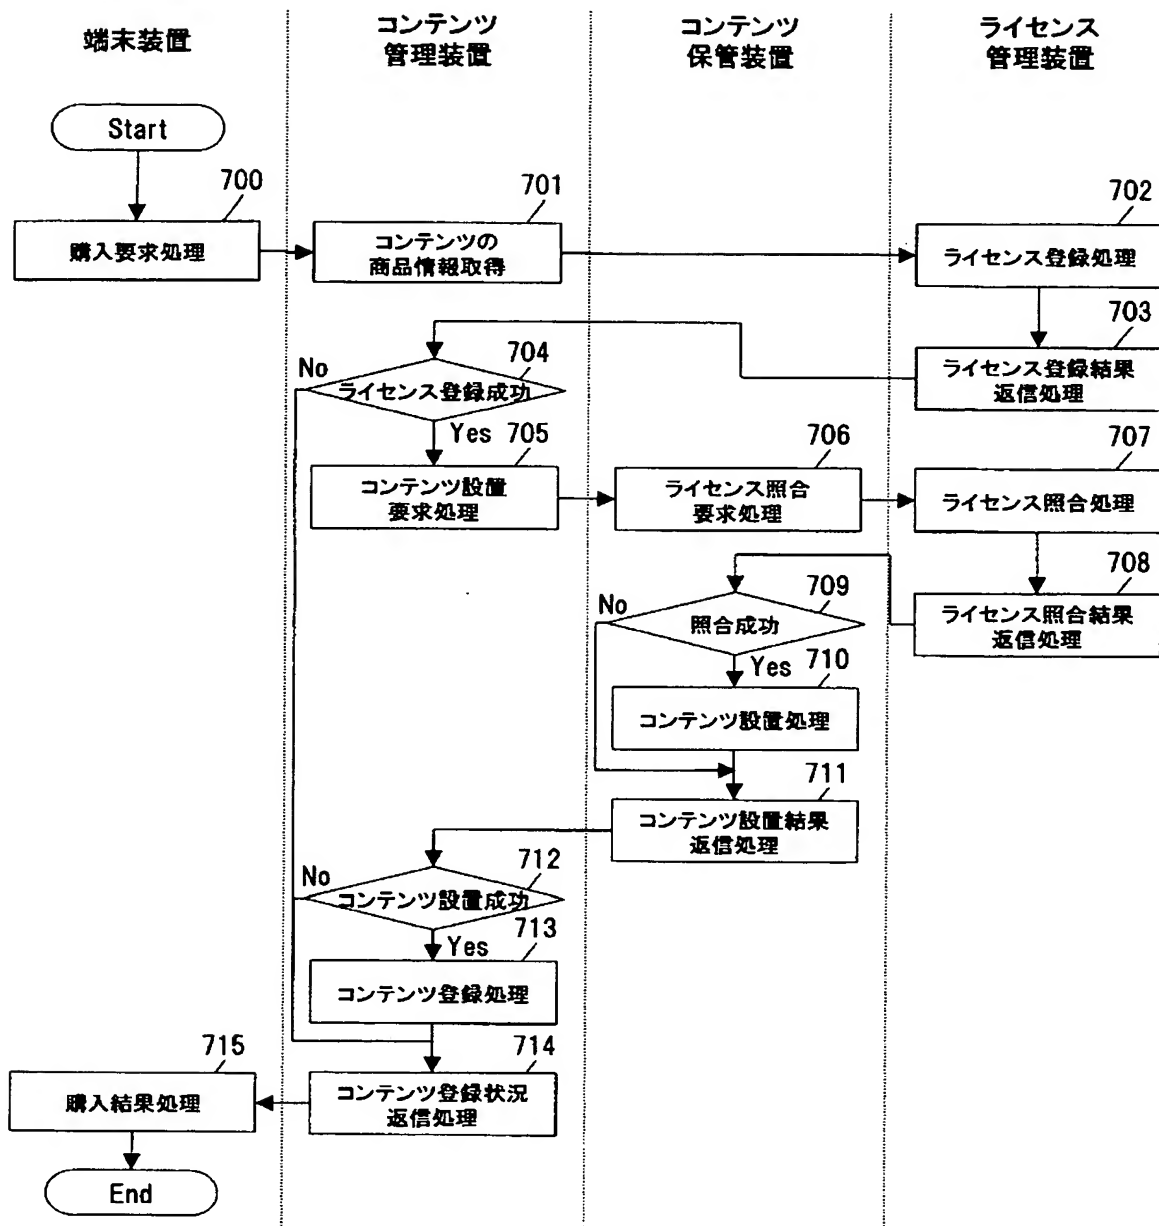 端末装置
コンテンツ
管理装置
コンテンツ
保管装置
ライセンス
管理装置
Start
700
購入要求処理
701
コンテンツの
商品情報取得
702
ライセンス登録処理
703
ライセンス登録結果
返信処理
704
No
ライセンス登録成功
Yes
705
コンテンツ設置
要求処理
706
ライセンス照合
要求処理
707
ライセンス照合処理
708
ライセンス照合結果
返信処理
709
No
照合成功
Yes
710
コンテンツ設置処理
711
コンテンツ設置結果
返信処理
712
No
コンテンツ設置成功
Yes
713
コンテンツ登録処理
714
コンテンツ登録状況
返信処理
715
購入結果処理
End